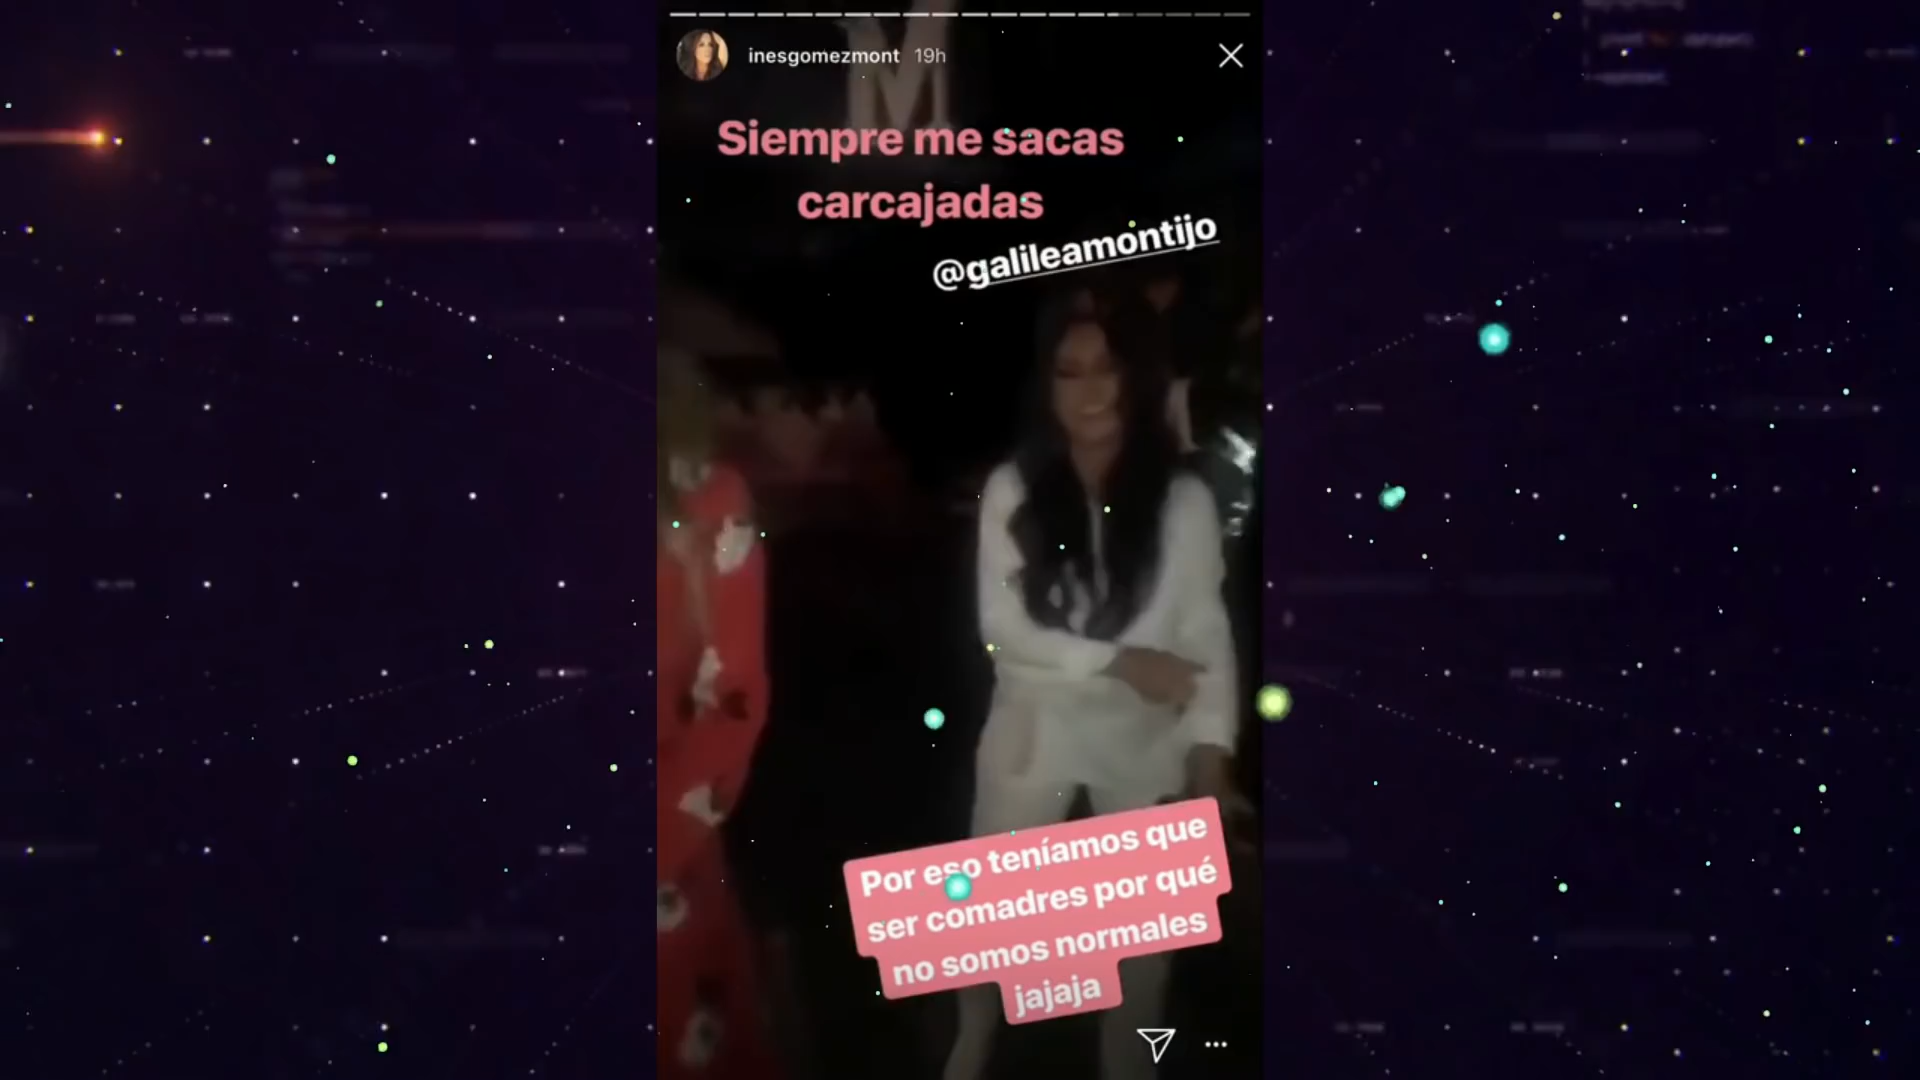 inesgomezmont 19h
M
Siempre me sacas
carcajadas
@galileamontijo
Por eso teníamos que
ser comadres por qué
no somos normales
jajaja